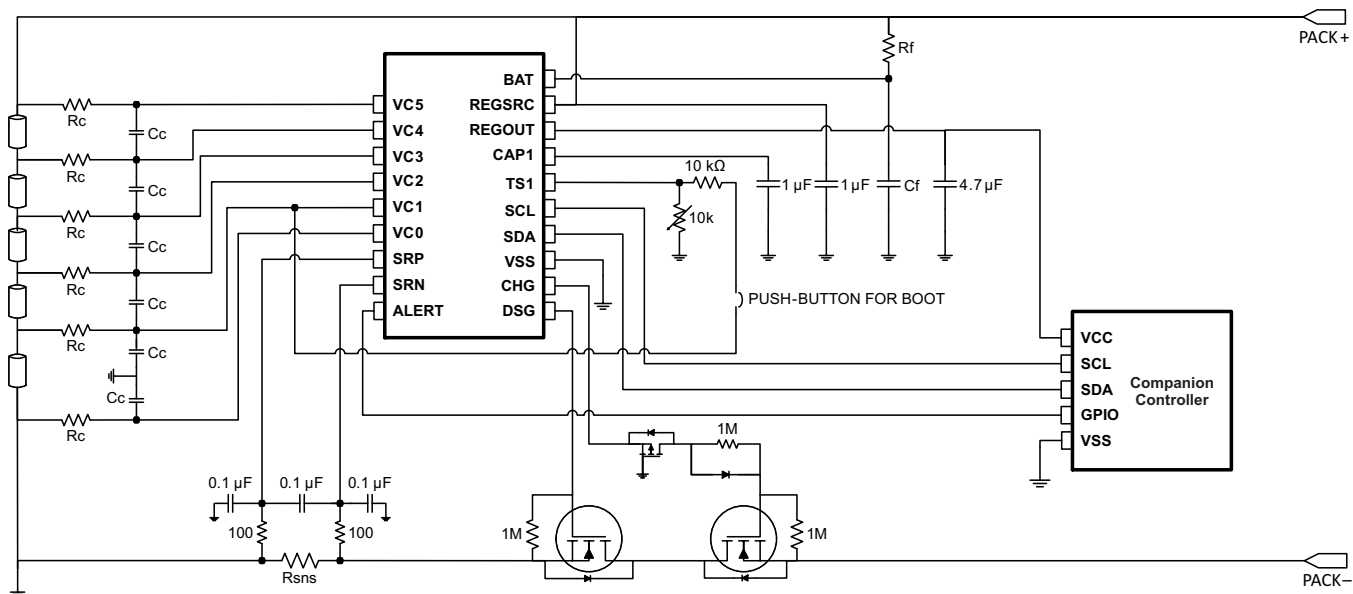 PACK+
Rf
BAT
VC5
REGSRC
Rc
Cc
VC4
REGOUT
Rc
VC3
CAP1
10 kΩ
Cc
VC2
TS1
1 µF
1 µF
Cf
4.7 µF
Rc
VC1
SCL
10k
Cc
VC0
SDA
Rc
SRP
VSS
Cc
SRN
CHG
PUSH-BUTTON FOR BOOT
ALERT
DSG
Rc
Cc
VCC
SCL
SDA
GPIO
VSS
Companion
Controller
Cc
Rc
1M
0.1 µF
0.1 µF
0.1 µF
100
100
1M
1M
Rsns
PACK–